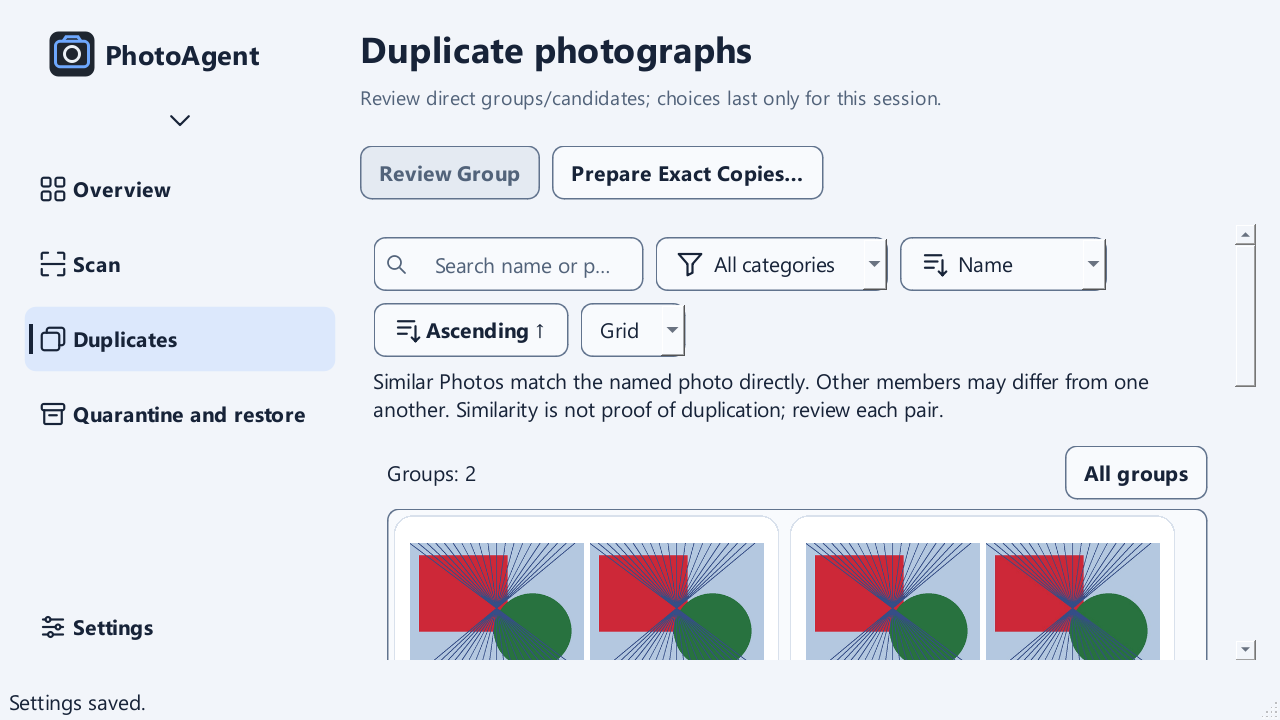 PhotoAgent
Overview
Scan
Duplicates
Quarantine and restore
Settings
Duplicate photographs
Review direct groups/candidates; choices last only for this session.
Review Group
Prepare Exact Copies...
Search name or p...
All categories
Name
Ascending ↑
Grid
Similar Photos match the named photo directly. Other members may differ from one
another. Similarity is not proof of duplication; review each pair.
Groups: 2
All groups
Settings saved.